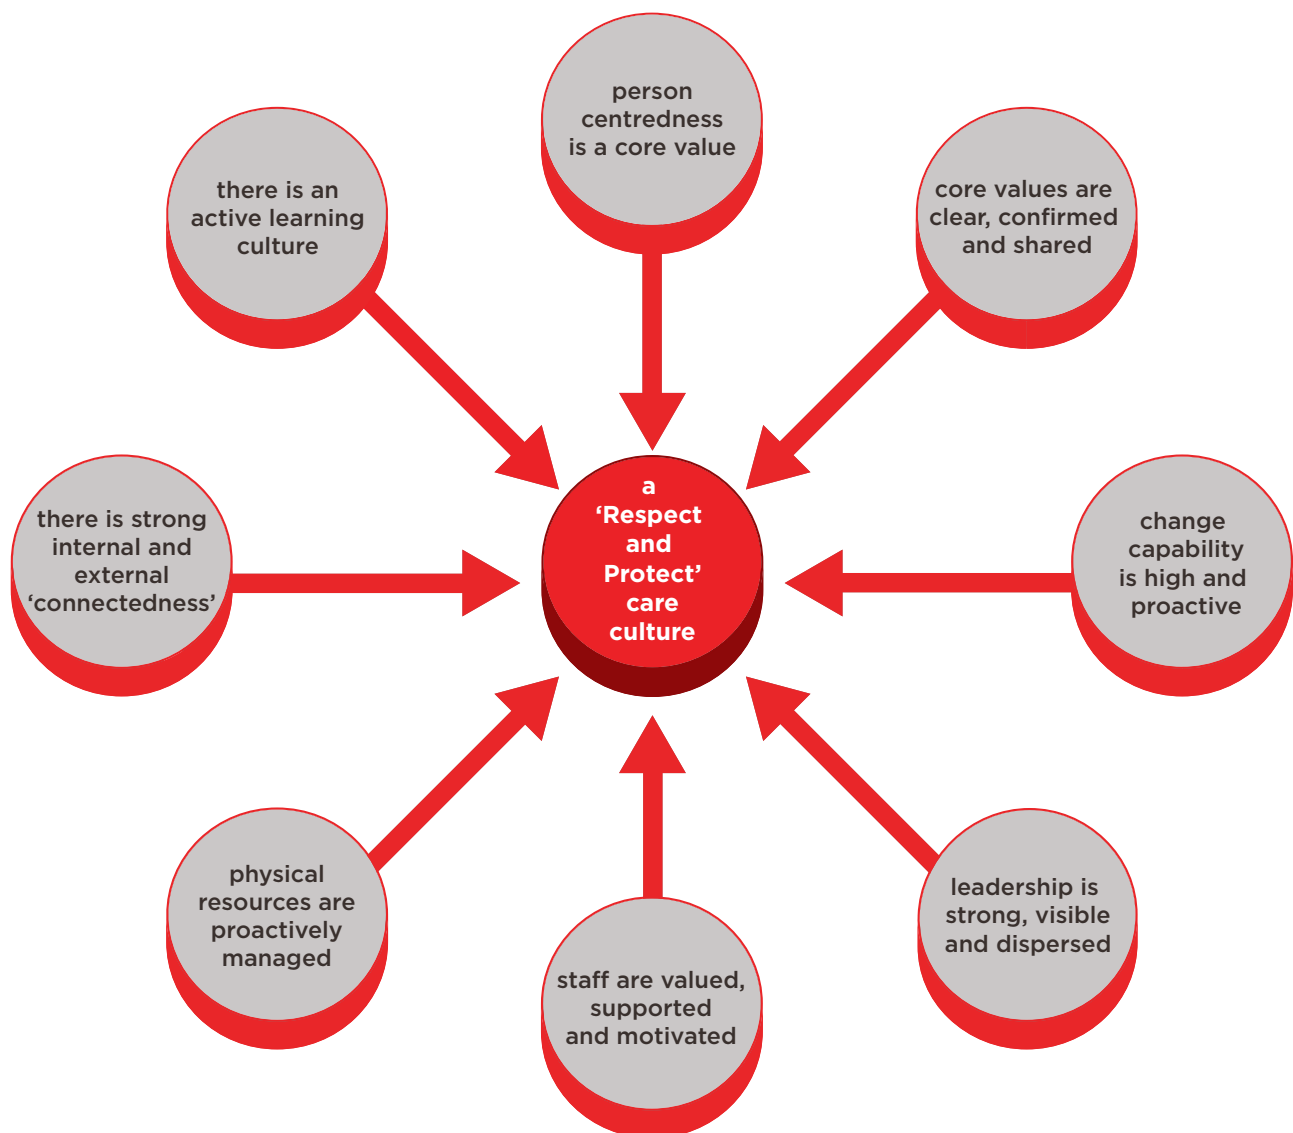 person
centredness
is a core value
there is an
active learning
culture
core values are
clear, confirmed
and shared
a
‘Respect
and
Protect’
care
culture
there is strong
internal and
external
‘connectedness’
change
capability
is high and
proactive
physical
resources are
proactively
managed
leadership is
strong, visible
and dispersed
staff are valued,
supported
and motivated